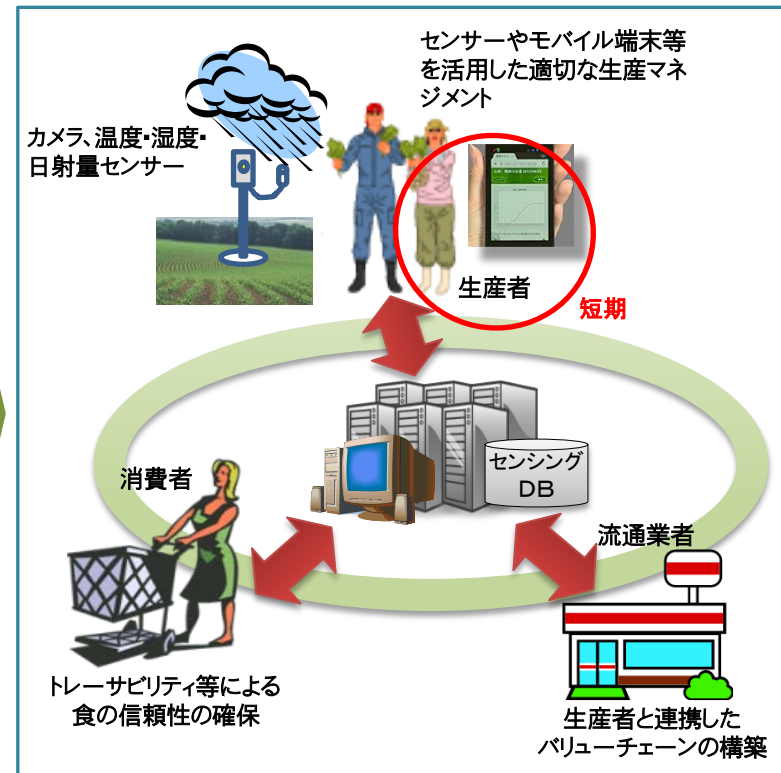 センサーやモバイル端末等
を活用した適切な生産マネ
ジメント
カメラ、温度・湿度・
日射量センサー
生産者
短期
センシング
DB
消費者
流通業者
トレーサビリティ等による
食の信頼性の確保
生産者と連携した
バリューチェーンの構築